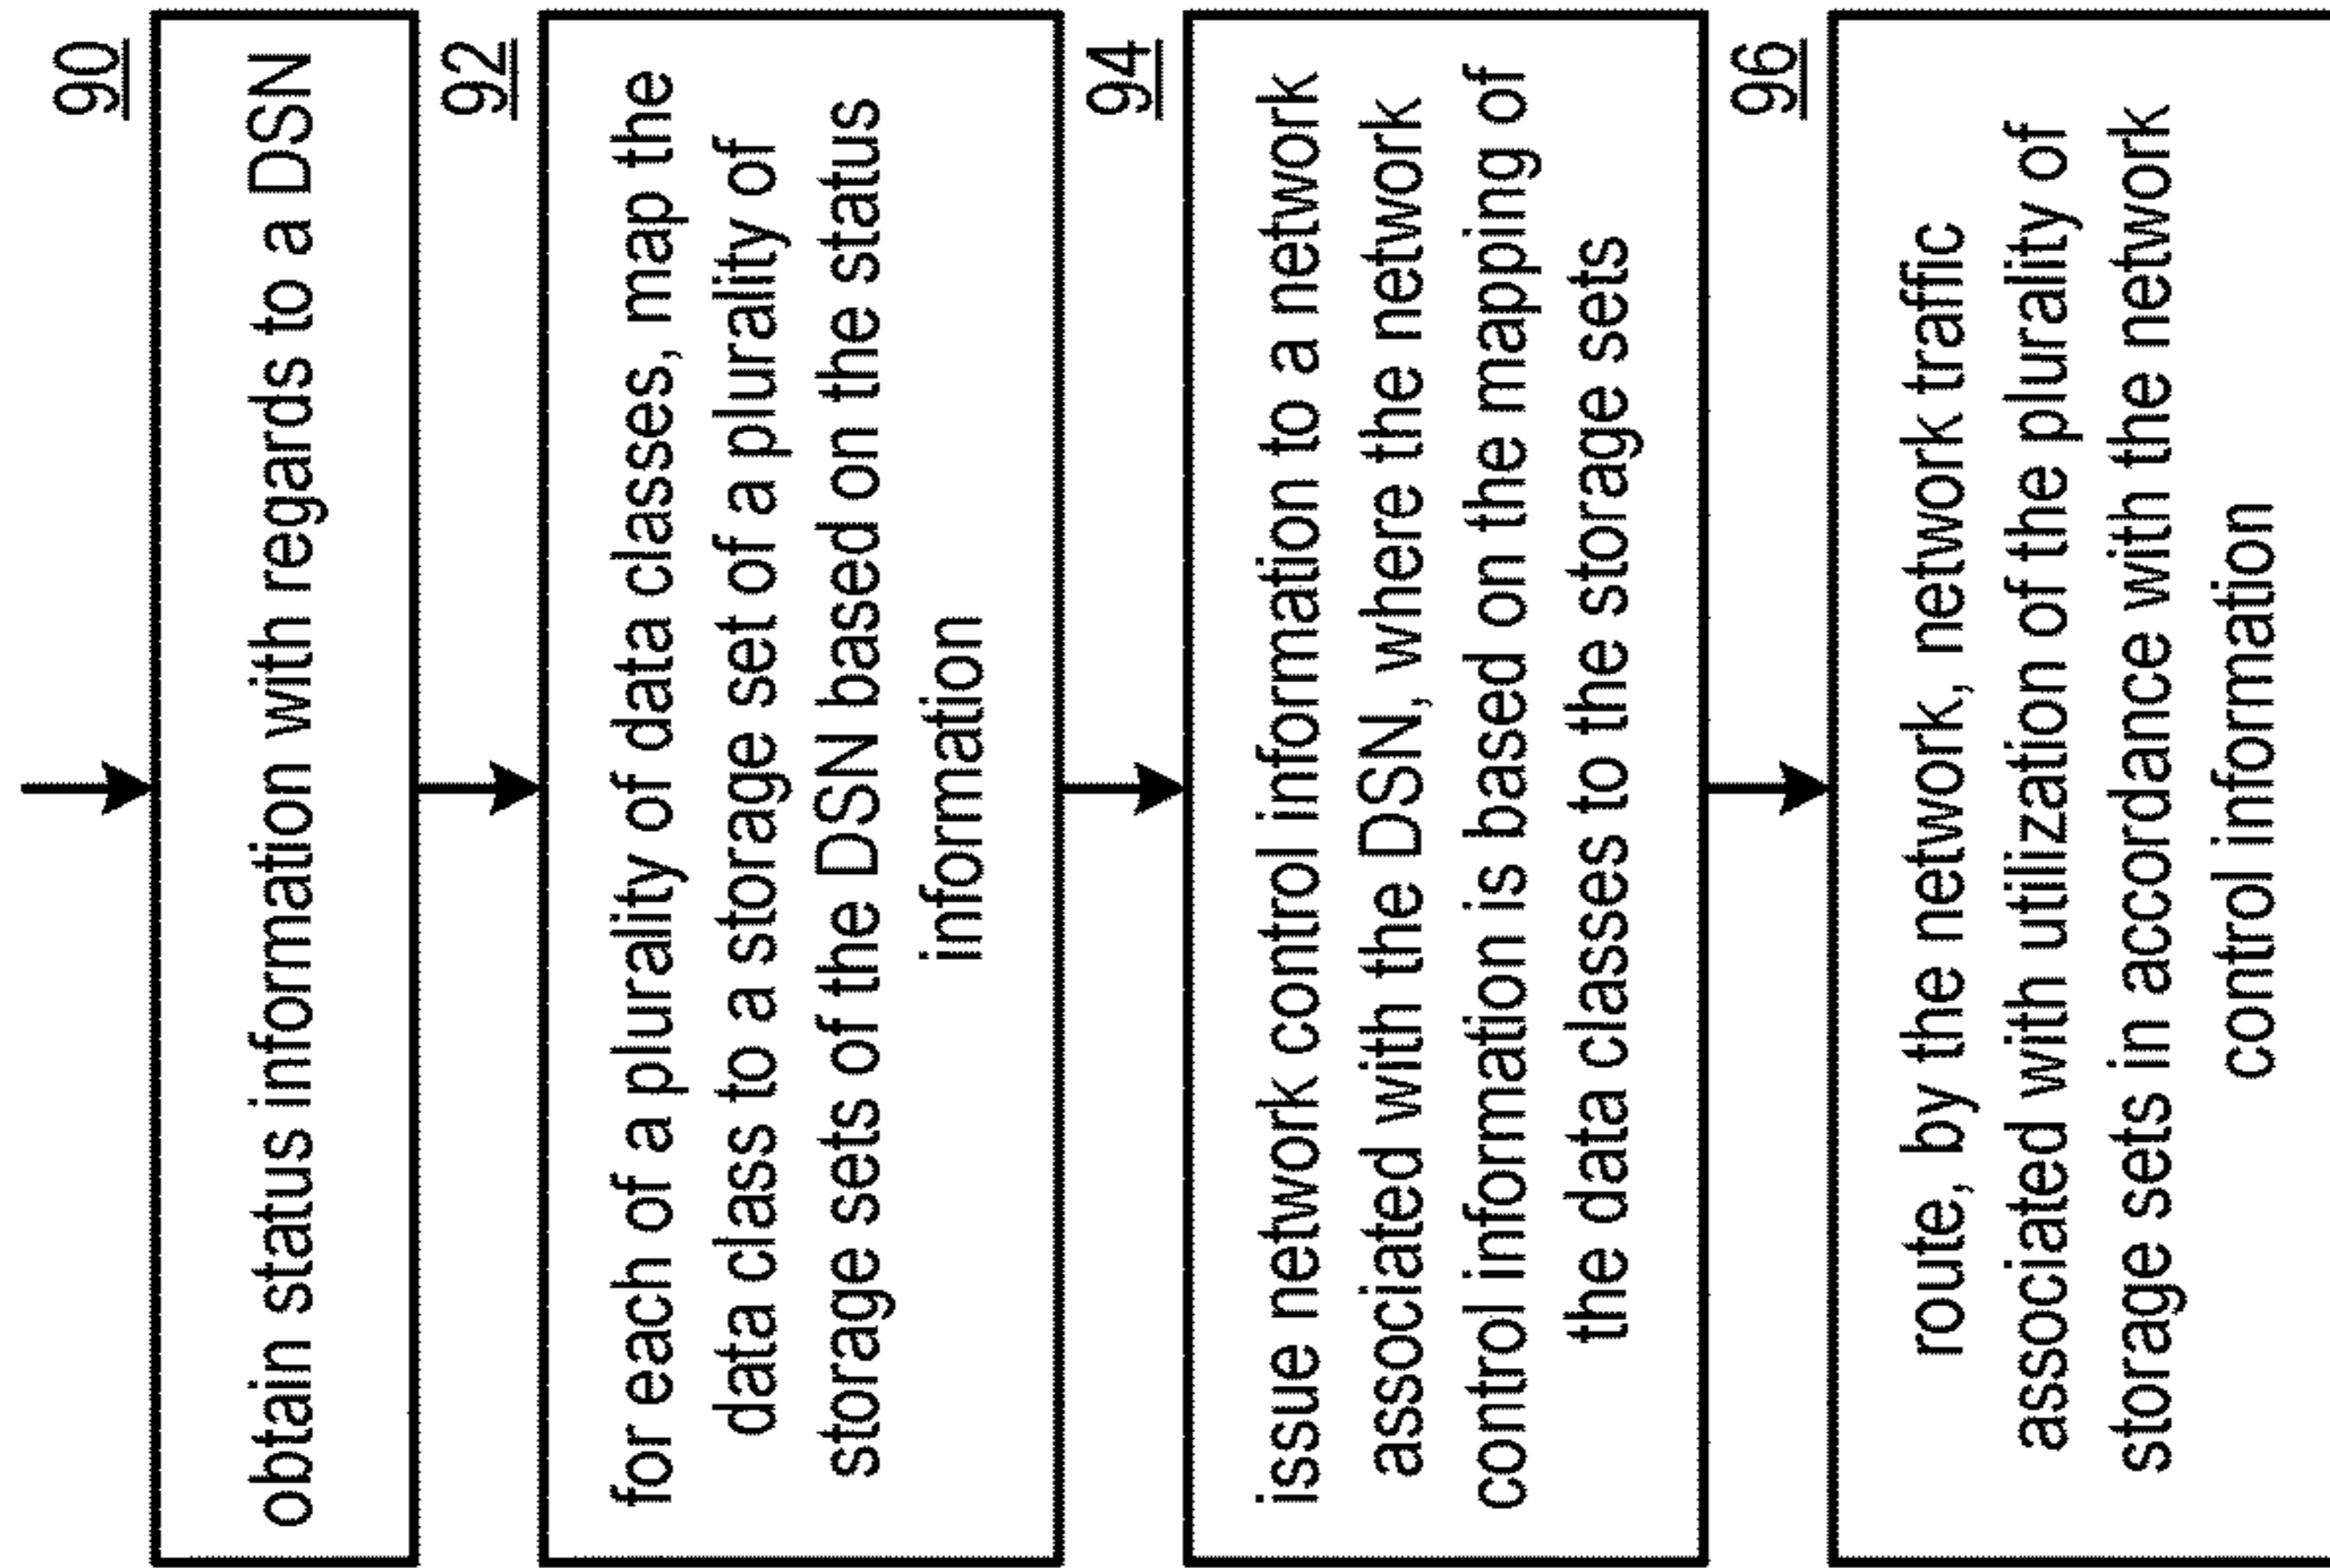 90
obtain status information with regards to a DSN
92
for each of a plurality of data classes, map the
data class to a storage set of a plurality of
storage sets of the DSN based on the status
information
94
issue network control information to a network
associated with the DSN, where the network
control information is based on the mapping of
the data classes to the storage sets
96
route, by the network, network traffic
associated with utilization of the plurality of
storage sets in accordance with the network
control information